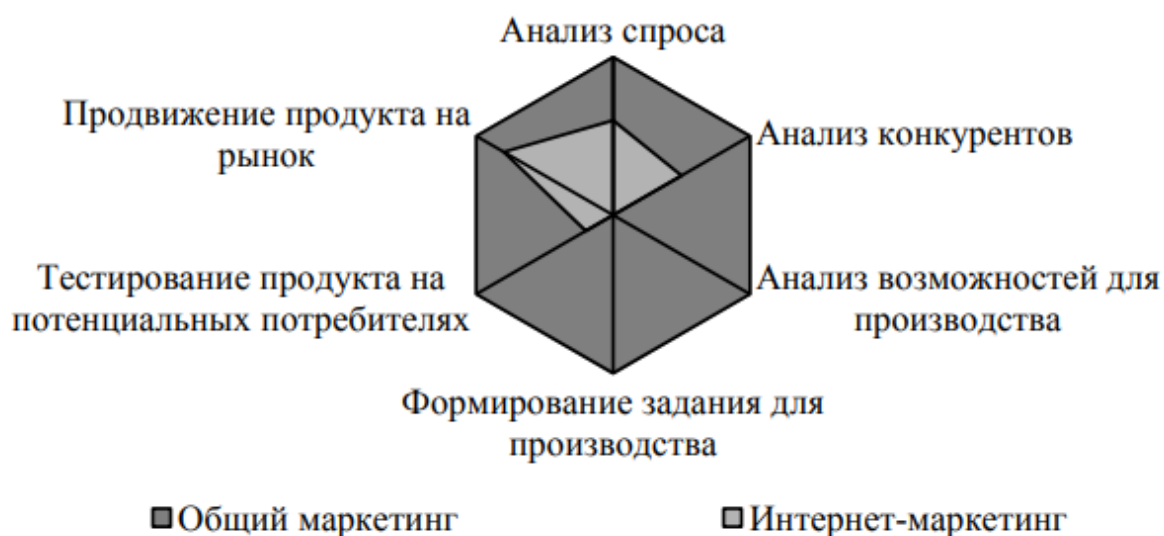 Анализ спроса
Продвижение продукта на
рынок
Анализ конкурентов
Тестирование продукта на
потенциальных потребителях
Анализ возможностей для
производства
Формирование задания для
производства
Общий маркетинг
Интернет-маркетинг